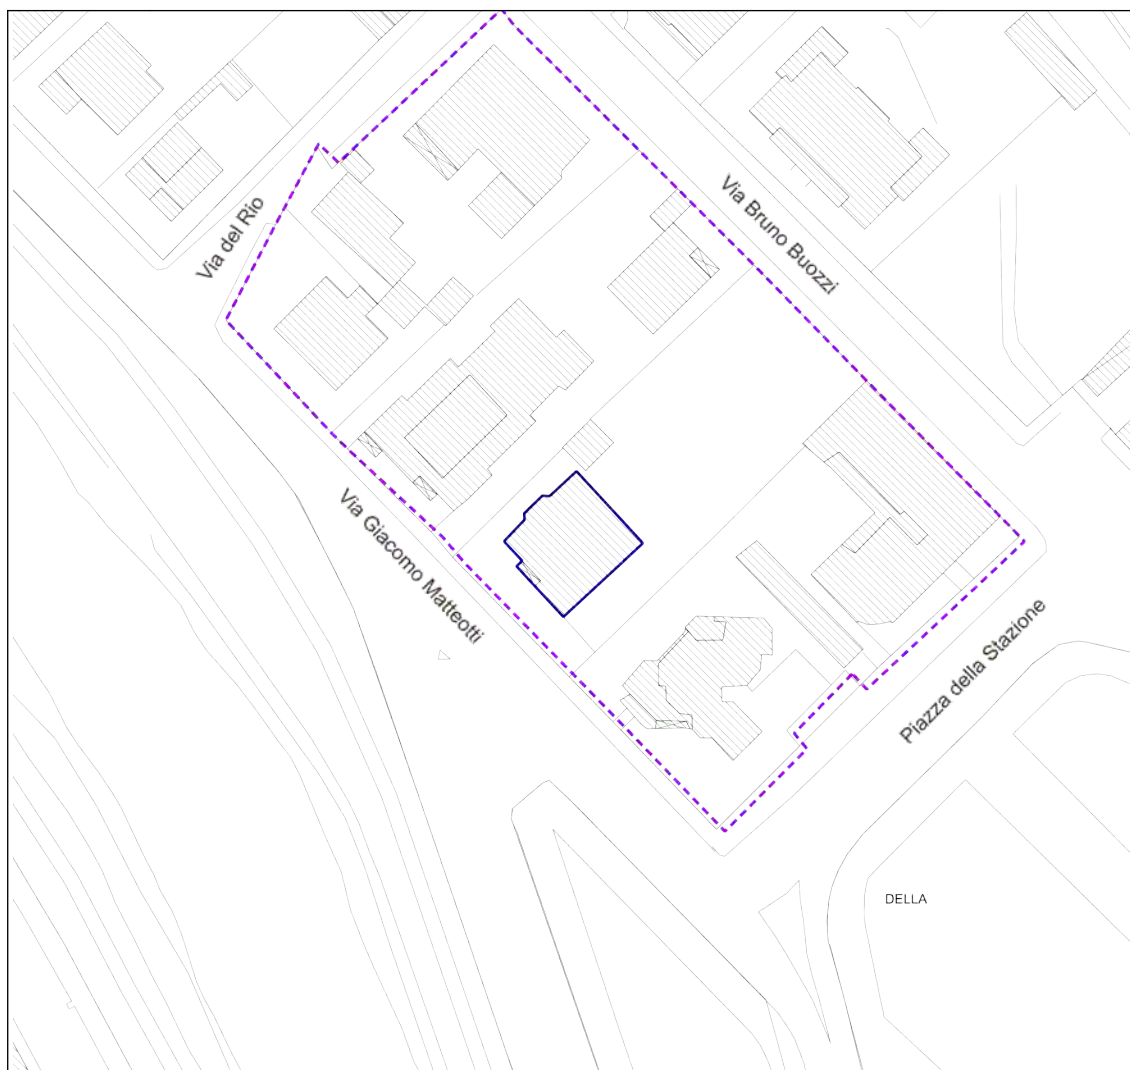 Via del Rio
Via Bruno Buozzi
Via Giacomo Matteotti
Piazza della Stazione
DELLA